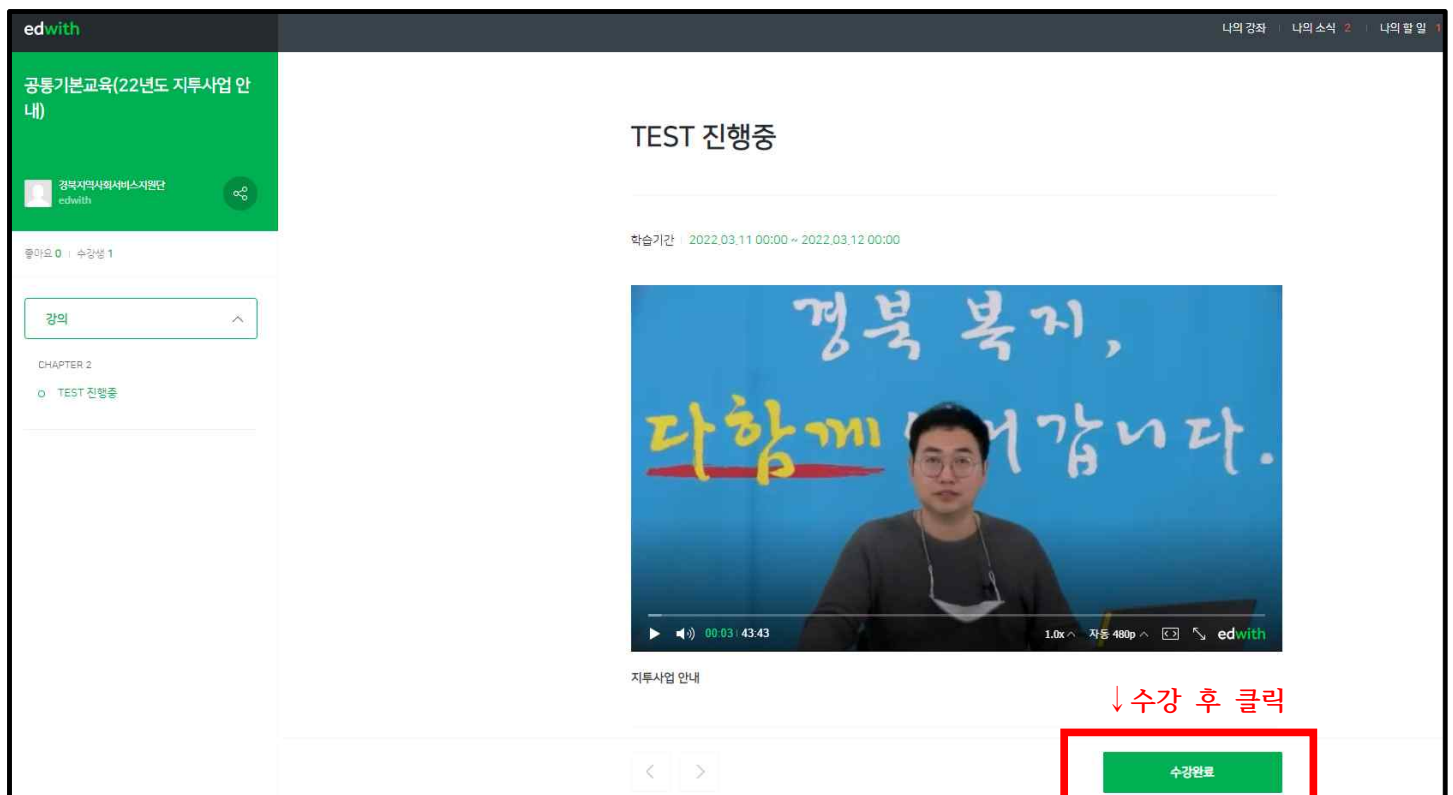 edwith
나의 강좌 | 나의 소식 2 | 나의 할 일 1
공통기본교육(22년도 지투사업 안
내)
경북지역사회서비스지원단
edwith
좋아요 0 | 수강생 1
강의
CHAPTER 2
TEST 진행중
TEST 진행중
학습기간 | 2022.03.11 00:00 ~ 2022.03.12 00:00
경북 복지,
다함께 갑니다.
00:03 | 43:43
1.0x 자동 480p edwith
지투사업 안내
↓수강 후 클릭
< >
수강완료